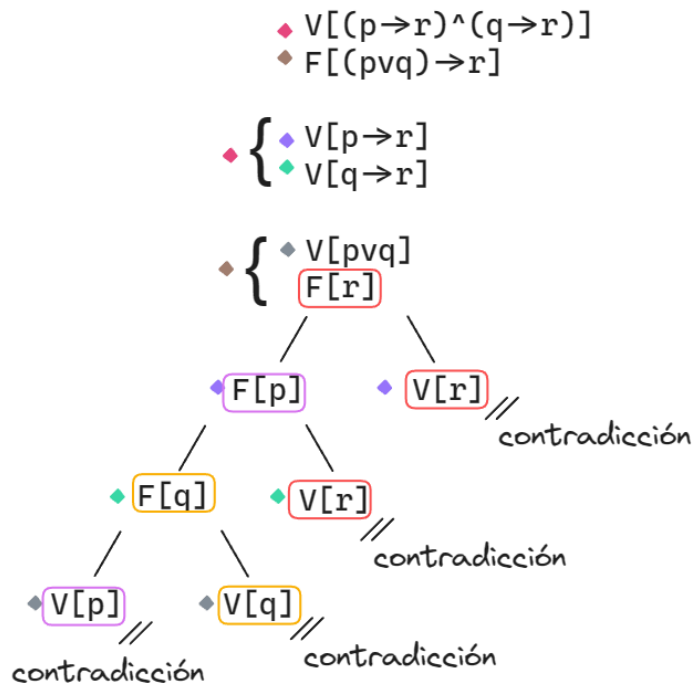 V[(p→r)^(q→r)]
F[(pvq)→r]
V[p→r]
V[q→r]
V[pvq]
F[r]
F[p] V[r]
contradicción
F[q] V[r]
contradicción
V[p] V[q]
contradicción
contradicción